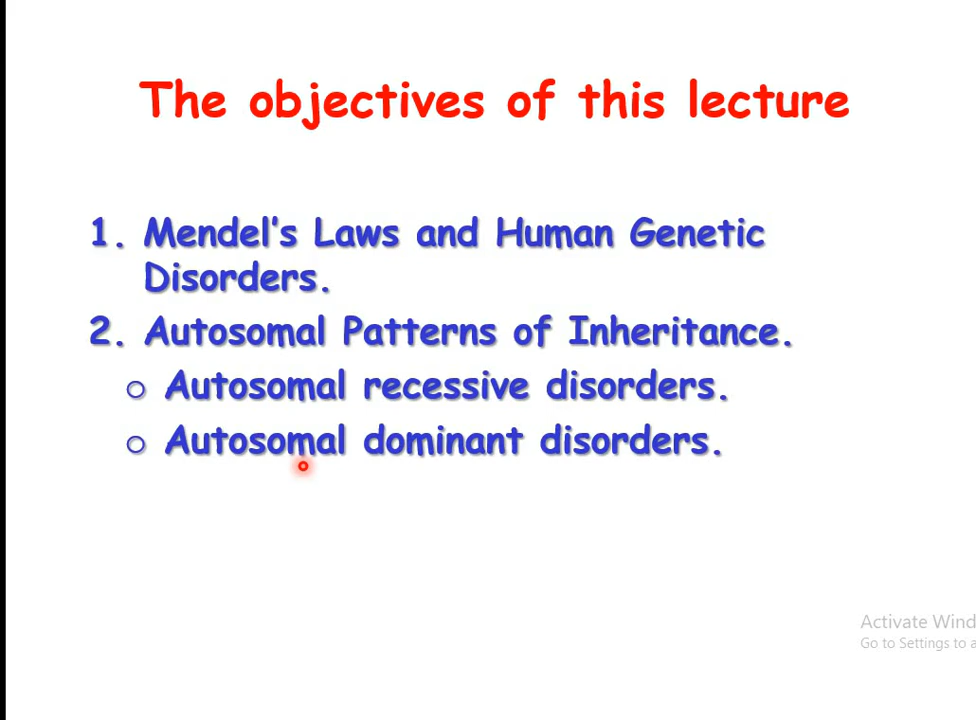 The objectives of this lecture
1. Mendel's Laws and Human Genetic
Disorders.
2. Autosomal Patterns of Inheritance.
o Autosomal recessive disorders.
o Autosomal dominant disorders.
Activate Wind
Go to Settings to a